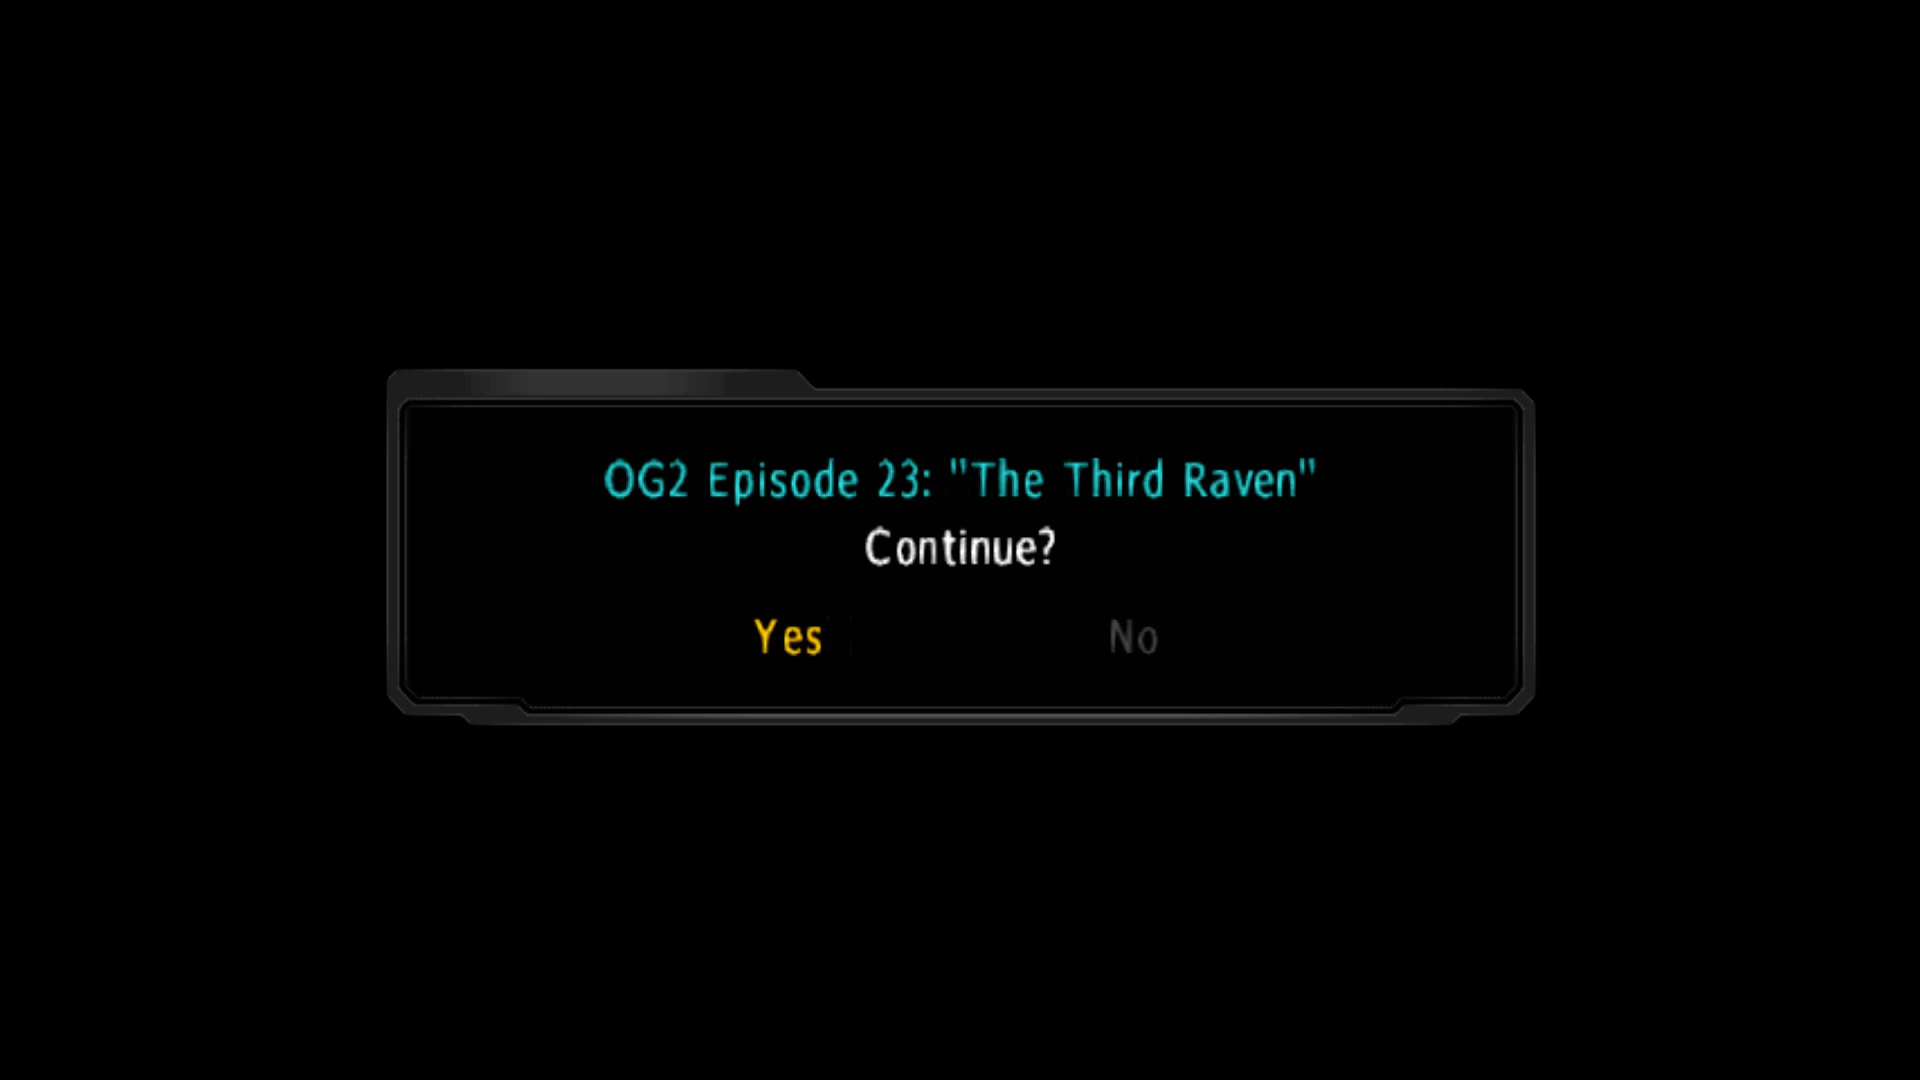 OG2 Episode 23: "The Third Raven"
Continue?
Yes No